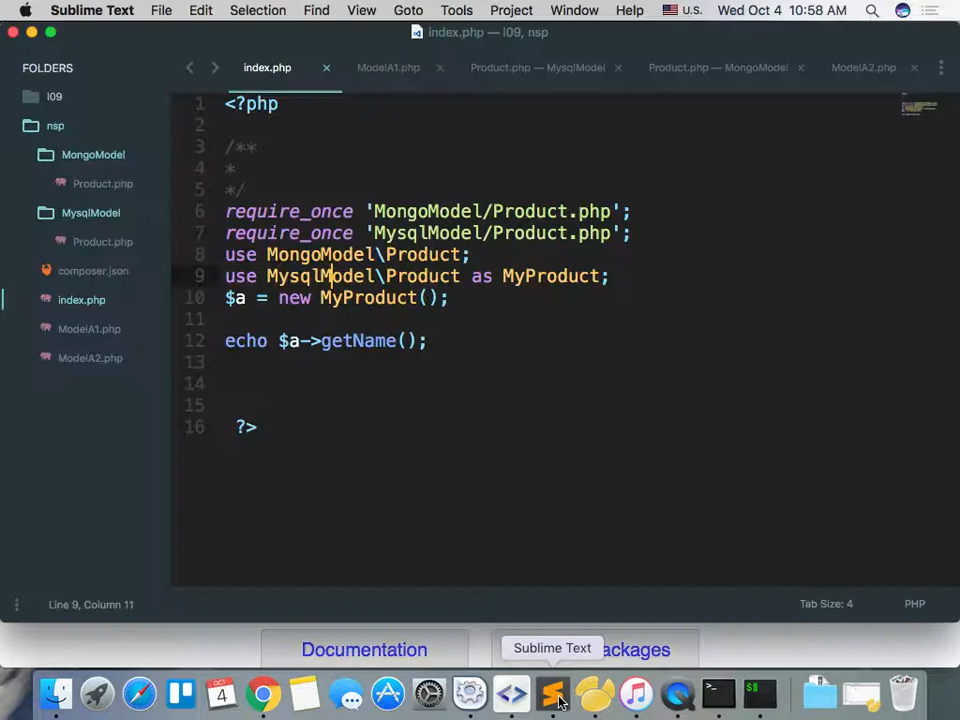 Sublime Text File Edit Selection Find View Goto Tools Project Window Help U.S. Wed Oct 4 10:58 AM
index.php — l09, nsp
FOLDERS
l09
nsp
MongoModel
Product.php
MysqlModel
Product.php
composer.json
index.php
ModelA1.php
ModelA2.php
index.php × ModelA1.php × Product.php — MysqlModel × Product.php — MongoModel × ModelA2.php ×
1 <?php
2
3 /**
4 *
5 */
6 require_once 'MongoModel/Product.php';
7 require_once 'MysqlModel/Product.php';
8 use MongoModel\Product;
9 use MysqlModel\Product as MyProduct;
10 $a = new MyProduct();
11
12 echo $a->getName();
13
14
15
16 ?>
Line 9, Column 11 Tab Size: 4 PHP
Documentation
Sublime Text
ackages
4